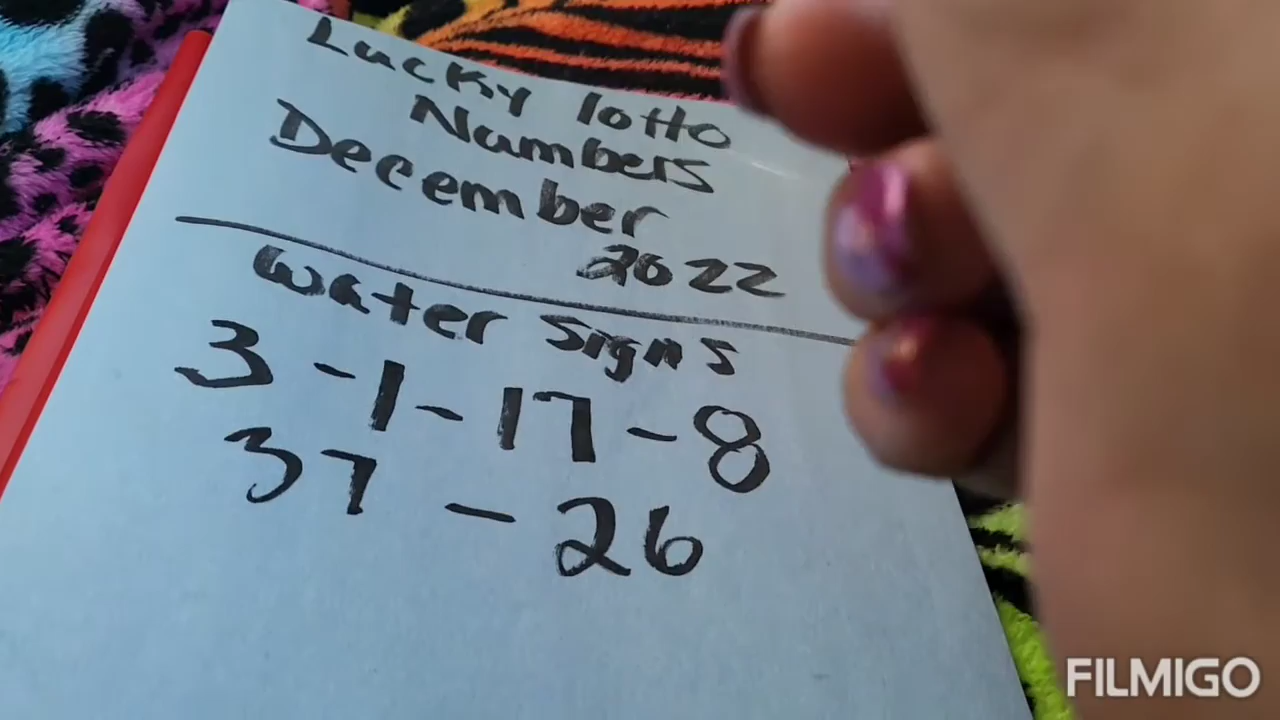 Lucky lotto
Numbers
December
2022
water signs
3 - 1 - 17 - 8
37 - 26
FILMIGO